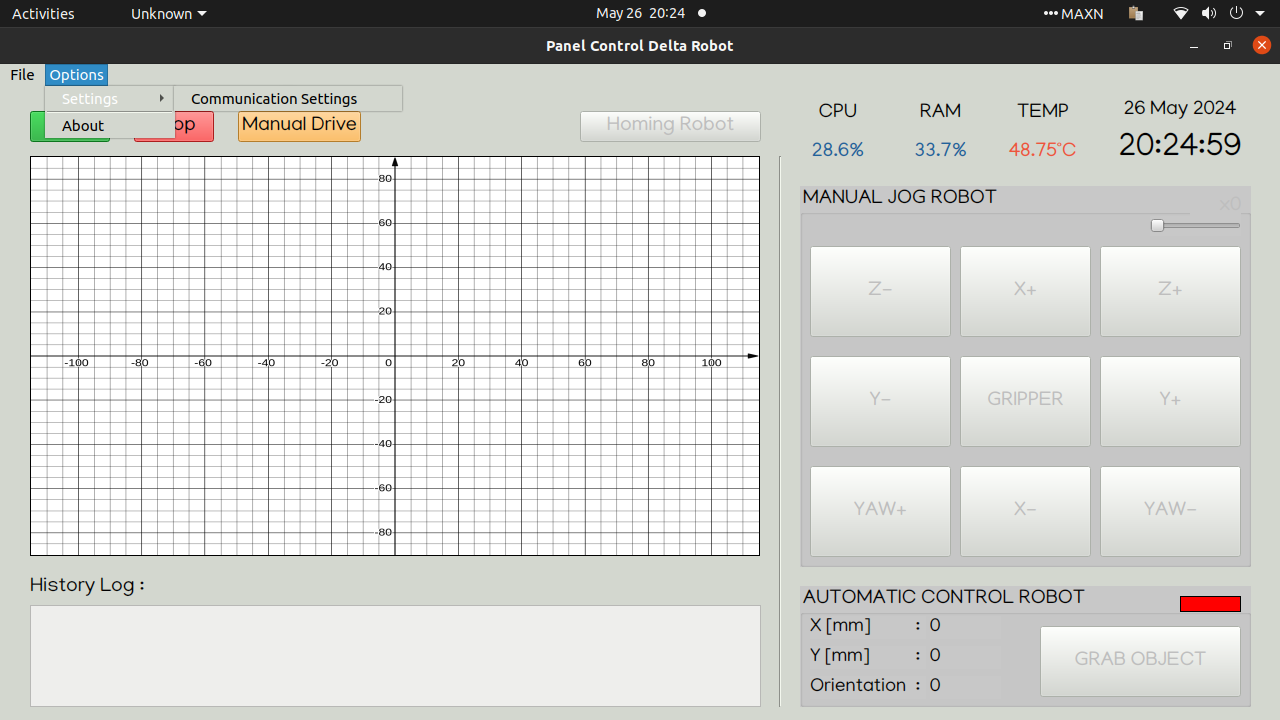 Activities Unknown May 26 20:24 MAXN
Panel Control Delta Robot
File Options
Settings Communication Settings
About
op Manual Drive Homing Robot
CPU RAM TEMP 26 May 2024
28.6% 33.7% 48.75°C 20:24:59
80
60
40
20
-100 -80 -60 -40 -20 0 20 40 60 80 100
-20
-40
-60
-80
MANUAL JOG ROBOT
x0
Z- X+ Z+
Y- GRIPPER Y+
YAW+ X- YAW-
History Log :
AUTOMATIC CONTROL ROBOT
X [mm] : 0
Y [mm] : 0
Orientation : 0
GRAB OBJECT